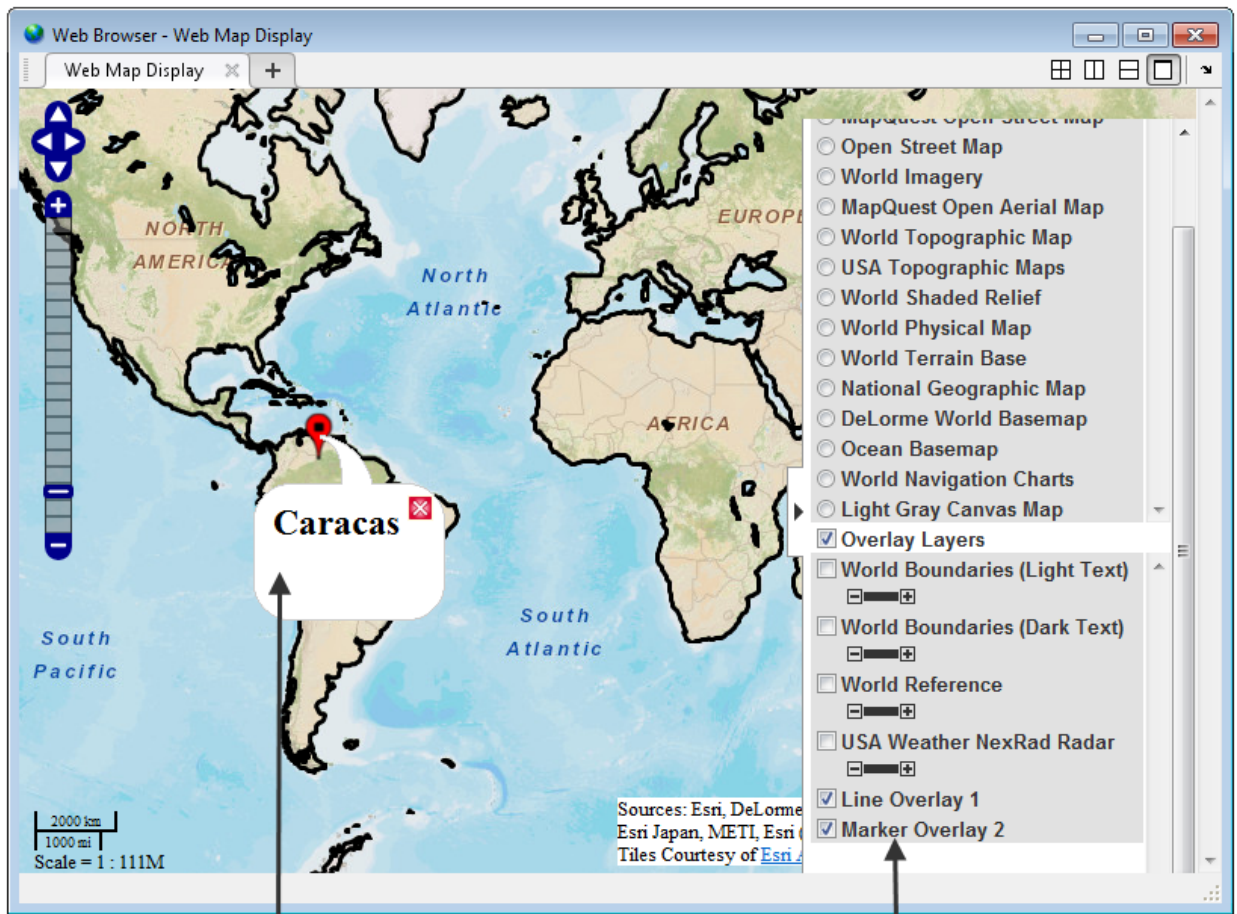 Web Browser - Web Map Display
Web Map Display
NORTH
AMERICA
North
Atlantic
EUROPE
AFRICA
Caracas
South
Pacific
South
Atlantic
2000 km
1000 mi
Scale = 1 : 111M
Sources: Esri, DeLorme
Esri Japan, METI, Esri (
Tiles Courtesy of Esri A
MapQuest Open Street Map
Open Street Map
World Imagery
MapQuest Open Aerial Map
World Topographic Map
USA Topographic Maps
World Shaded Relief
World Physical Map
World Terrain Base
National Geographic Map
DeLorme World Basemap
Ocean Basemap
World Navigation Charts
Light Gray Canvas Map
Overlay Layers
World Boundaries (Light Text)
World Boundaries (Dark Text)
World Reference
USA Weather NexRad Radar
Line Overlay 1
Marker Overlay 2